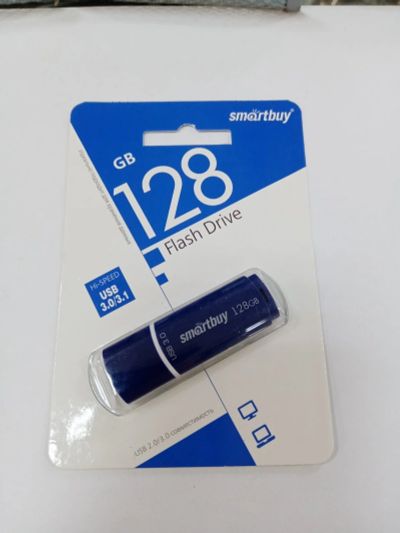 smartbuy
GB
128
Flash Drive
Hi-SPEED
USB
3.0/3.1
smartbuy 128GB
USB 3.0
USB 2.0/3.0 СОВМЕСТИМОСТЬ